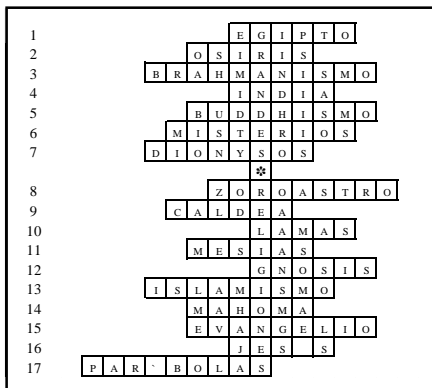 1 EGIPTO
2 OSIRIS
3 BRAHMANISMO
4 INDIA
5 BUDDHISMO
6 MISTERIOS
7 DIONYSOS
✽
8 ZOROASTRO
9 CALDEA
10 LAMAS
11 MESIAS
12 GNOSIS
13 ISLAMISMO
14 MAHOMA
15 EVANGELIO
16 JES S
17 PAR`BOLAS